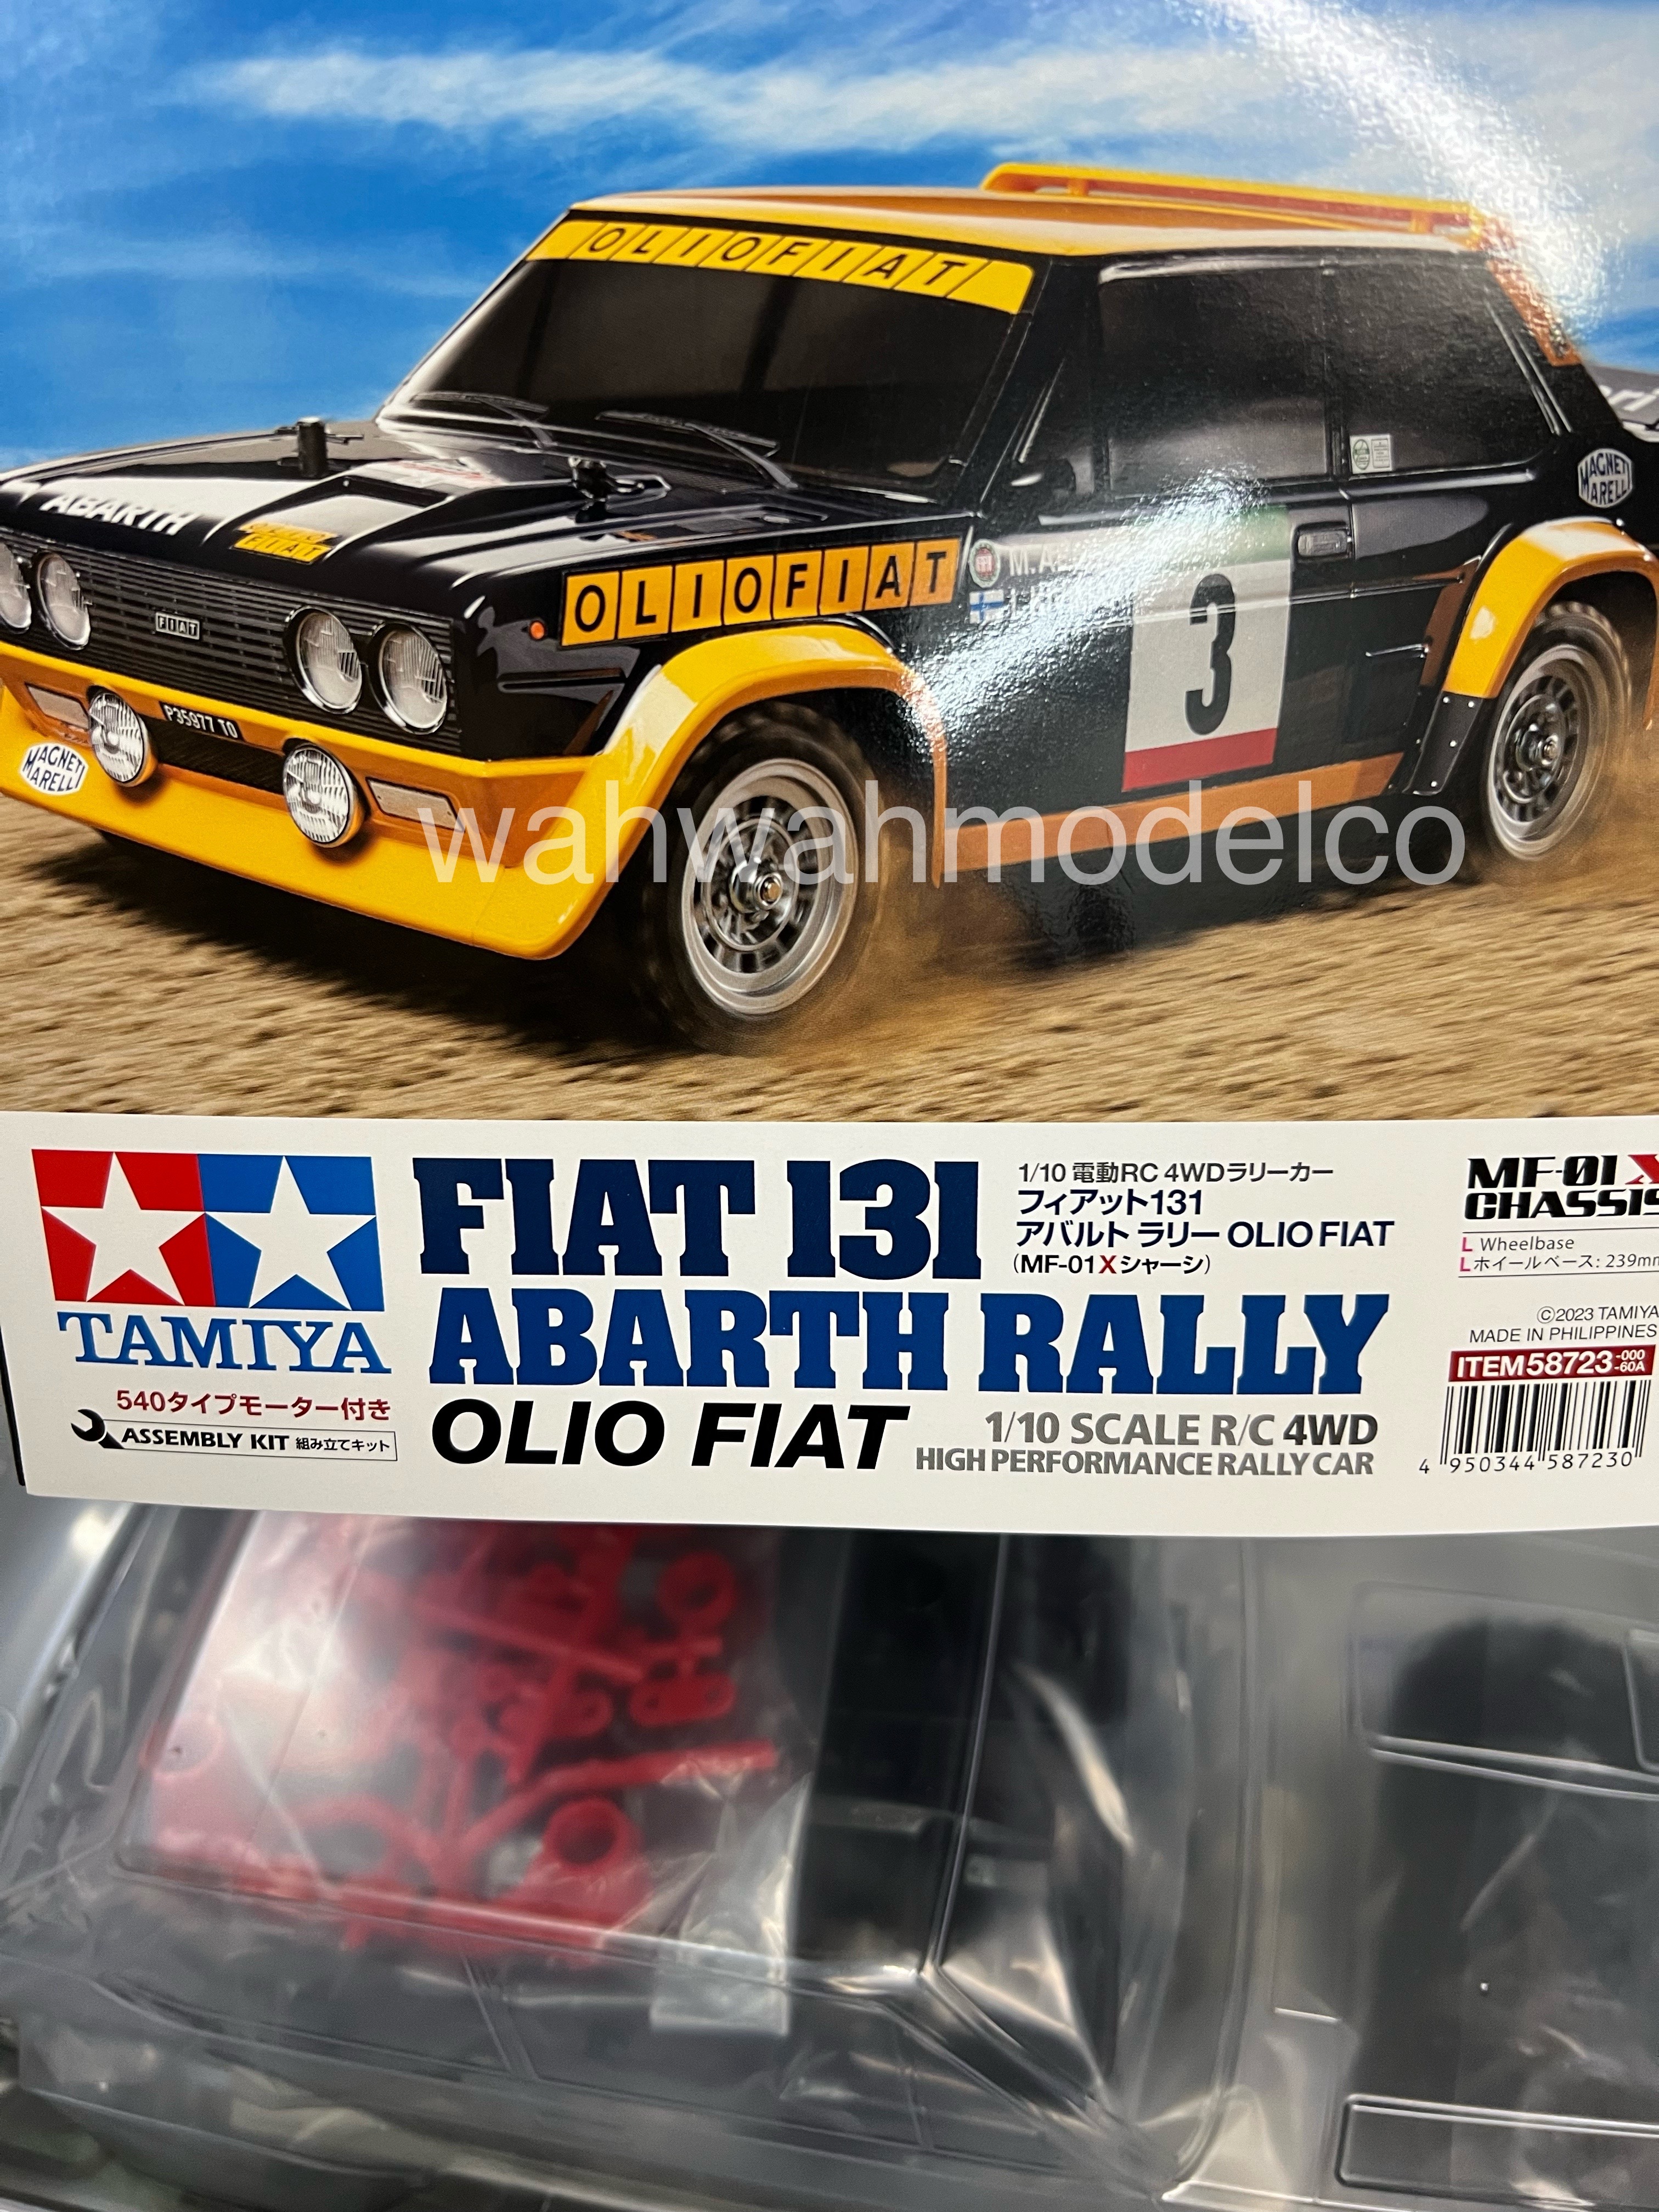 OLIOFIAT
ABARTH
FIAT
FIAT
OLIOFIAT
3
MAGNETI
MARELLI
P35977 TO
MAGNETI
MARELLI
wahwahmodelco
TAMIYA
540タイプモーター付き
ASSEMBLY KIT 組み立てキット
FIAT 131
ABARTH RALLY
OLIO FIAT
1/10 電動RC 4WDラリーカー
フィアット131
アバルト ラリー OLIO FIAT
(MF-01Xシャーシ)
1/10 SCALE R/C 4WD
HIGH PERFORMANCE RALLY CAR
MF-01X
CHASSIS
L Wheelbase
Lホイールベース: 239mm
©2023 TAMIYA
MADE IN PHILIPPINES
ITEM 58723 -000 -60A
4 950344 587230